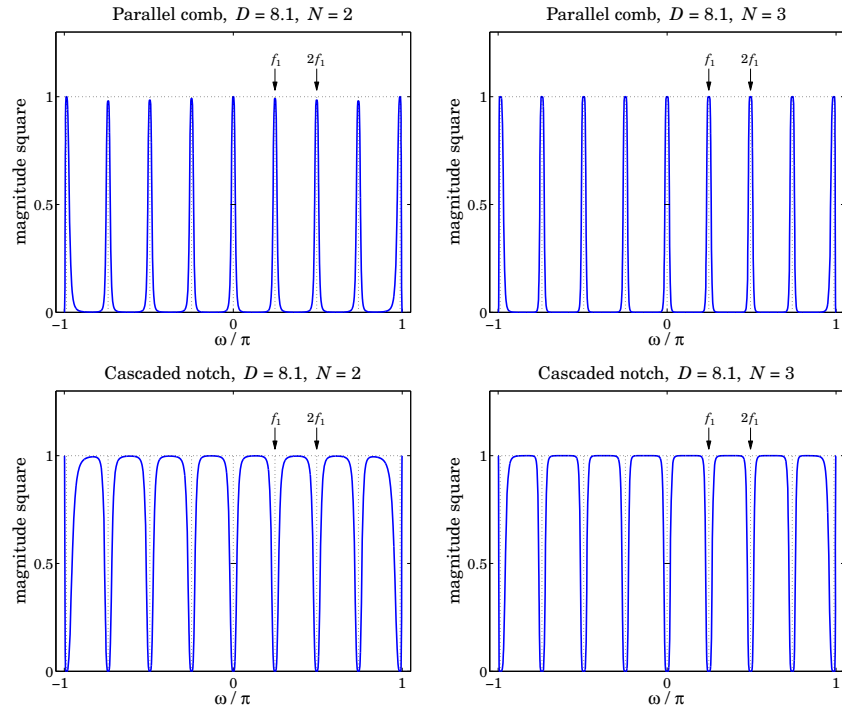 Parallel comb, D = 8.1, N = 2
f₁ 2f₁
1
0.5
0
−1 0 1
magnitude square
ω / π
Parallel comb, D = 8.1, N = 3
f₁ 2f₁
1
0.5
0
−1 0 1
magnitude square
ω / π
Cascaded notch, D = 8.1, N = 2
f₁ 2f₁
1
0.5
0
−1 0 1
magnitude square
ω / π
Cascaded notch, D = 8.1, N = 3
f₁ 2f₁
1
0.5
0
−1 0 1
magnitude square
ω / π